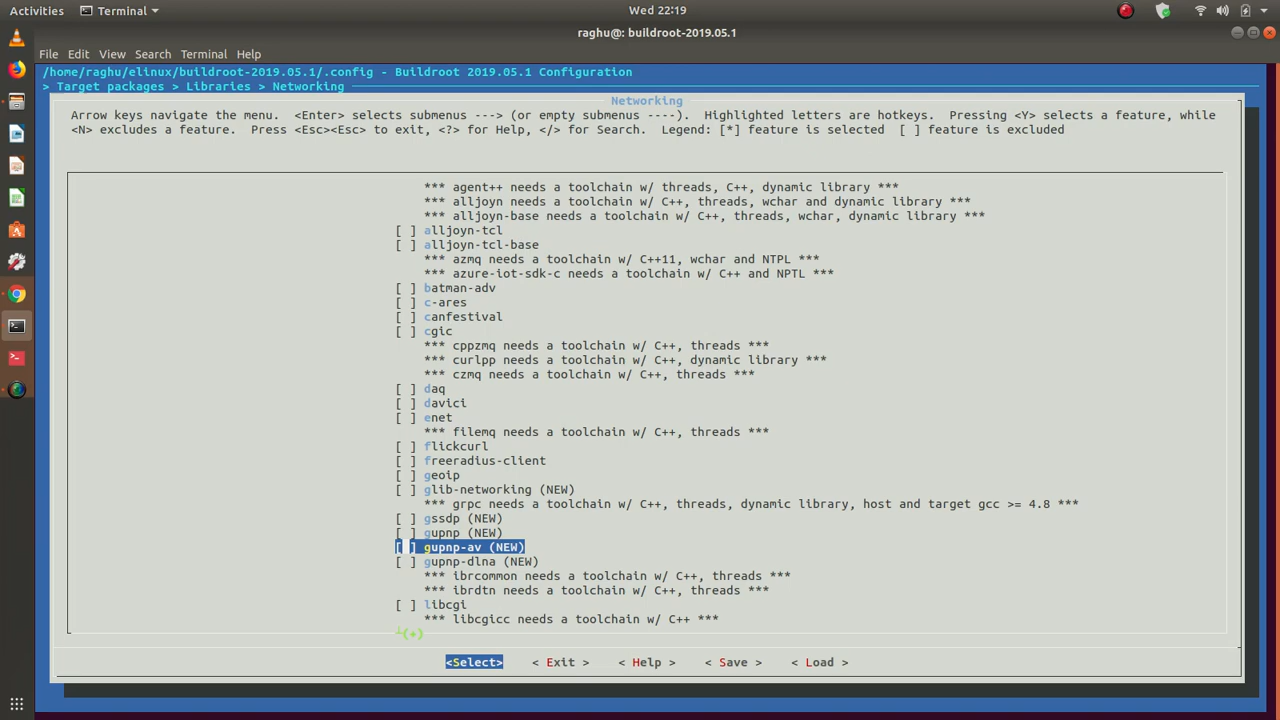 Activities
Terminal
Wed 22:19
raghu@: buildroot-2019.05.1
File Edit View Search Terminal Help
/home/raghu/elinux/buildroot-2019.05.1/.config - Buildroot 2019.05.1 Configuration
> Target packages > Libraries > Networking
Networking
Arrow keys navigate the menu.  <Enter> selects submenus ---> (or empty submenus ----).  Highlighted letters are hotkeys.  Pressing <Y> selects a feature, while
<N> excludes a feature.  Press <Esc><Esc> to exit, <?> for Help, </> for Search.  Legend: [*] feature is selected  [ ] feature is excluded
*** agent++ needs a toolchain w/ threads, C++, dynamic library ***
*** alljoyn needs a toolchain w/ C++, threads, wchar and dynamic library ***
*** alljoyn-base needs a toolchain w/ C++, threads, wchar, dynamic library ***
[ ] alljoyn-tcl
[ ] alljoyn-tcl-base
*** azmq needs a toolchain w/ C++11, wchar and NTPL ***
*** azure-iot-sdk-c needs a toolchain w/ C++ and NPTL ***
[ ] batman-adv
[ ] c-ares
[ ] canfestival
[ ] cgic
*** cppzmq needs a toolchain w/ C++, threads ***
*** curlpp needs a toolchain w/ C++, dynamic library ***
*** czmq needs a toolchain w/ C++, threads ***
[ ] daq
[ ] davici
[ ] enet
*** filemq needs a toolchain w/ C++, threads ***
[ ] flickcurl
[ ] freeradius-client
[ ] geoip
[ ] glib-networking (NEW)
*** grpc needs a toolchain w/ C++, threads, dynamic library, host and target gcc >= 4.8 ***
[ ] gssdp (NEW)
[ ] gupnp (NEW)
[ ] gupnp-av (NEW)
[ ] gupnp-dlna (NEW)
*** ibrcommon needs a toolchain w/ C++, threads ***
*** ibrdtn needs a toolchain w/ C++, threads ***
[ ] libcgi
*** libcgicc needs a toolchain w/ C++ ***
┴(+)
<Select> < Exit > < Help > < Save > < Load >